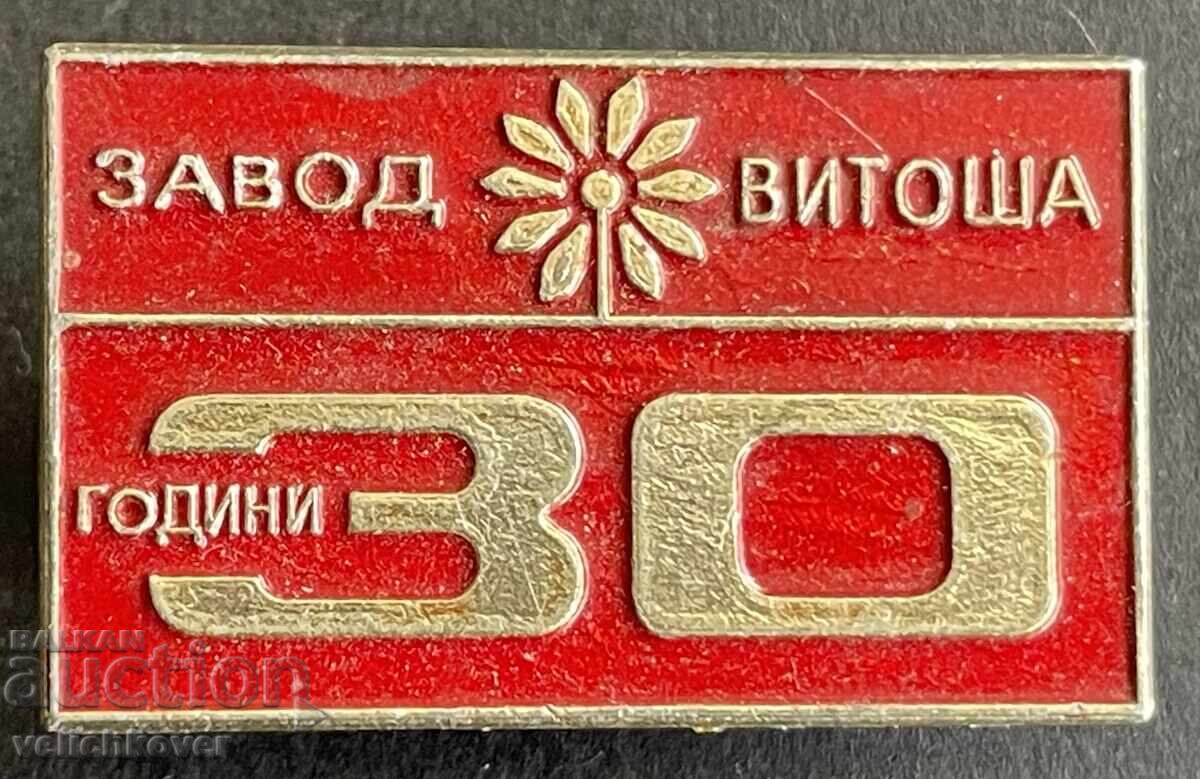 ЗАВОД ВИТОША
ГОДИНИ 30
BALKAN
auction
velichkover